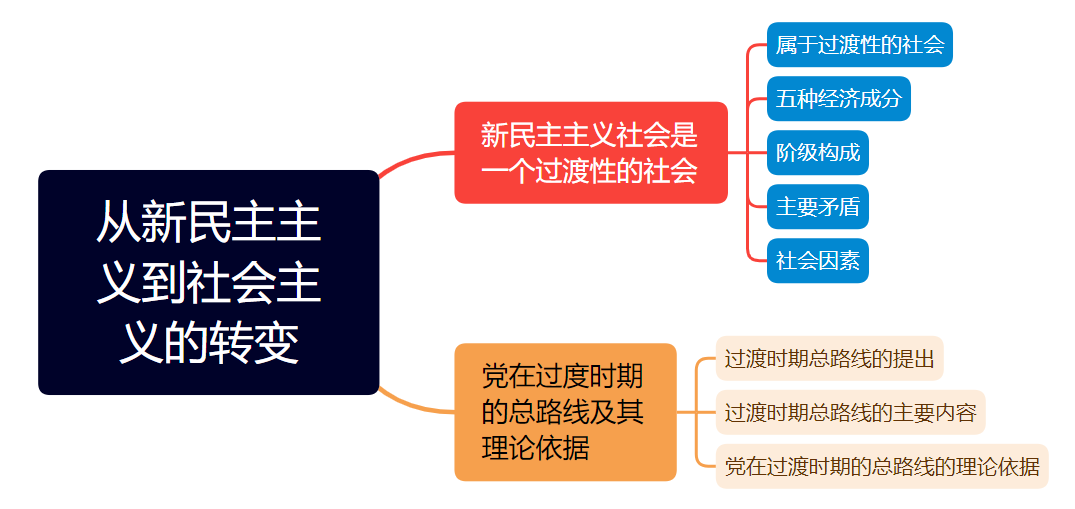 从新民主主
义到社会主
义的转变
新民主主义社会是
一个过渡性的社会
属于过渡性的社会
五种经济成分
阶级构成
主要矛盾
社会因素
党在过度时期
的总路线及其
理论依据
过渡时期总路线的提出
过渡时期总路线的主要内容
党在过渡时期的总路线的理论依据